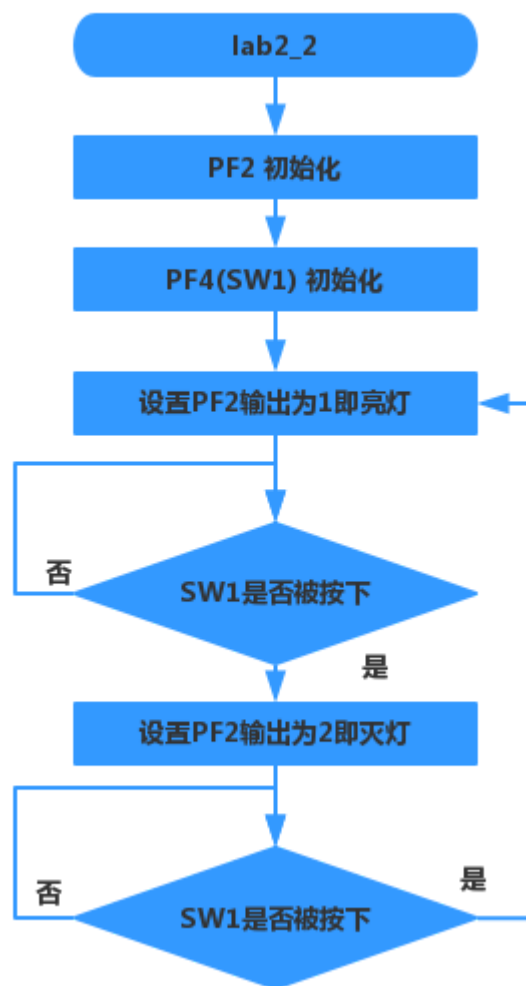 lab2_2
PF2 初始化
PF4(SW1) 初始化
设置PF2输出为1即亮灯
否
SW1是否被按下
是
设置PF2输出为2即灭灯
否
是
SW1是否被按下